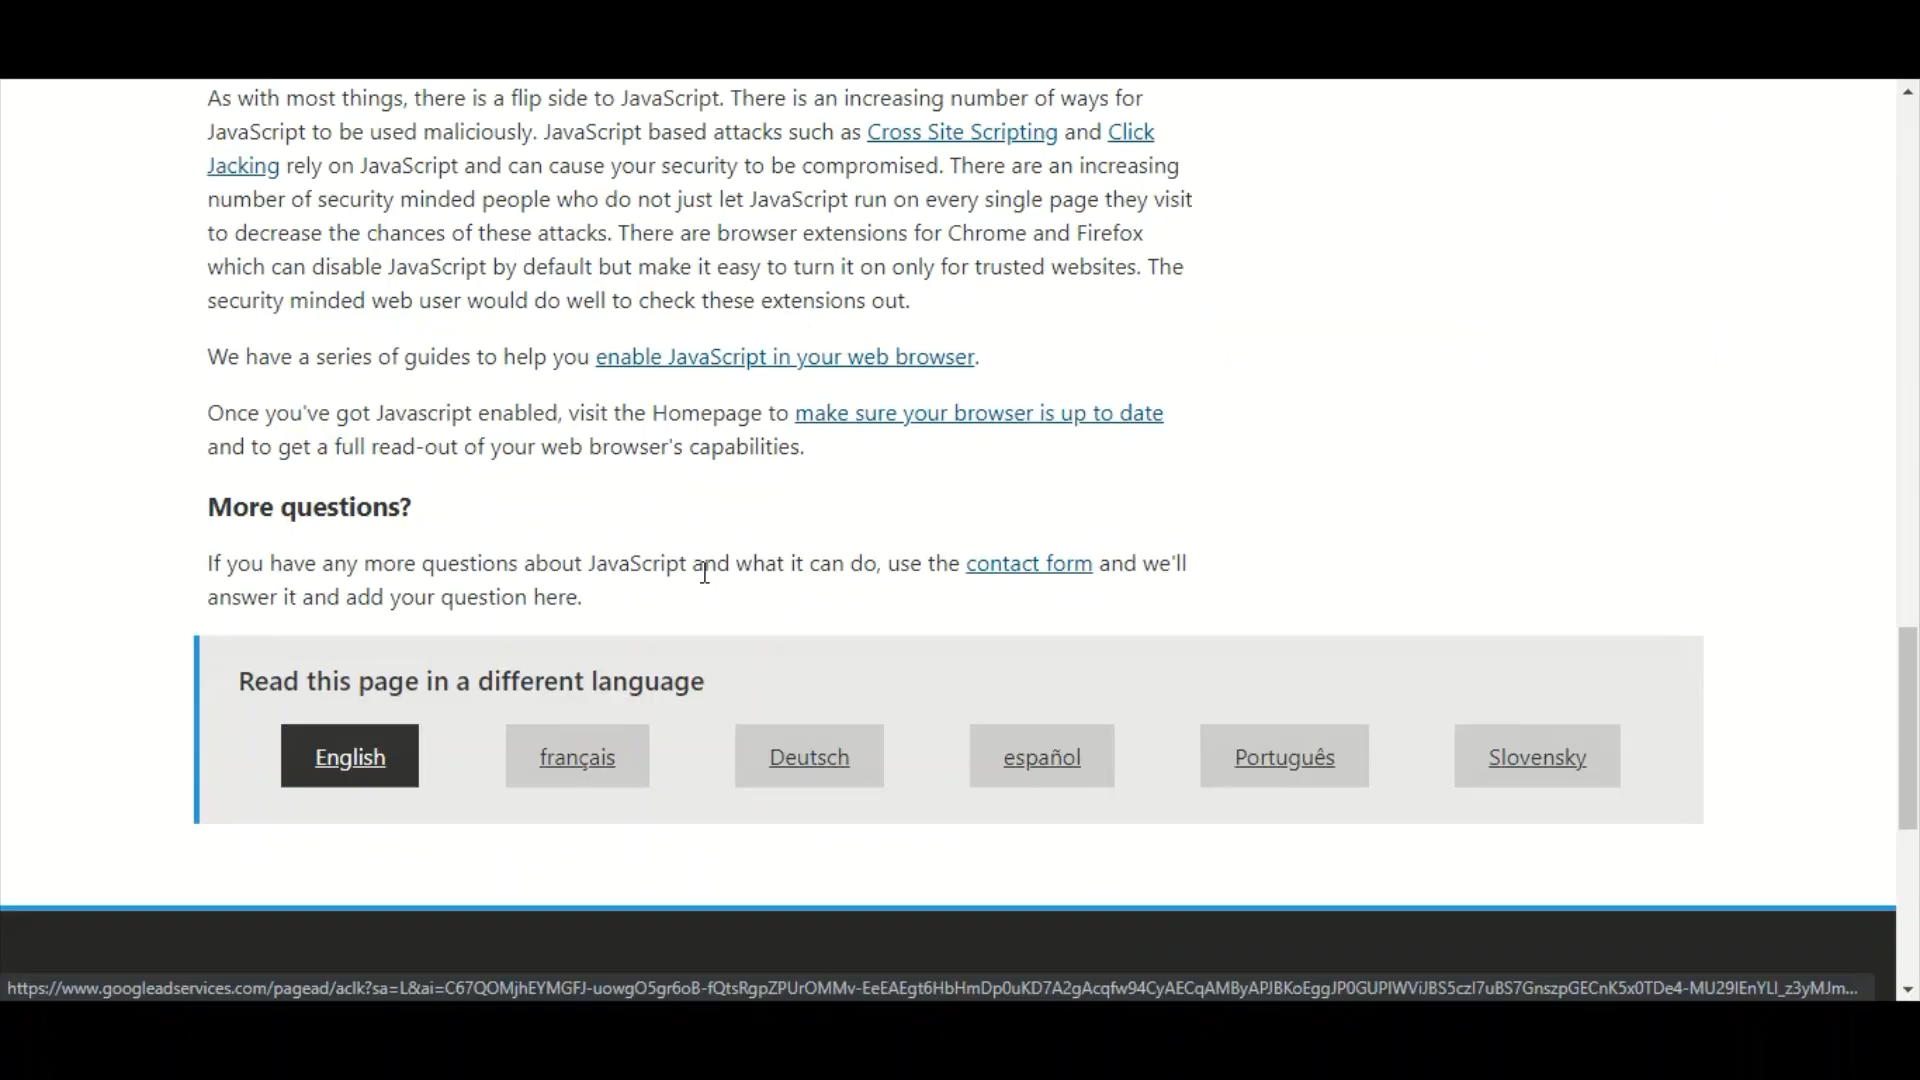 As with most things, there is a flip side to JavaScript. There is an increasing number of ways for
JavaScript to be used maliciously. JavaScript based attacks such as Cross Site Scripting and Click
Jacking rely on JavaScript and can cause your security to be compromised. There are an increasing
number of security minded people who do not just let JavaScript run on every single page they visit
to decrease the chances of these attacks. There are browser extensions for Chrome and Firefox
which can disable JavaScript by default but make it easy to turn it on only for trusted websites. The
security minded web user would do well to check these extensions out.
We have a series of guides to help you enable JavaScript in your web browser.
Once you've got Javascript enabled, visit the Homepage to make sure your browser is up to date
and to get a full read-out of your web browser's capabilities.
More questions?
If you have any more questions about JavaScript and what it can do, use the contact form and we'll
answer it and add your question here.
Read this page in a different language
English français Deutsch español Português Slovensky